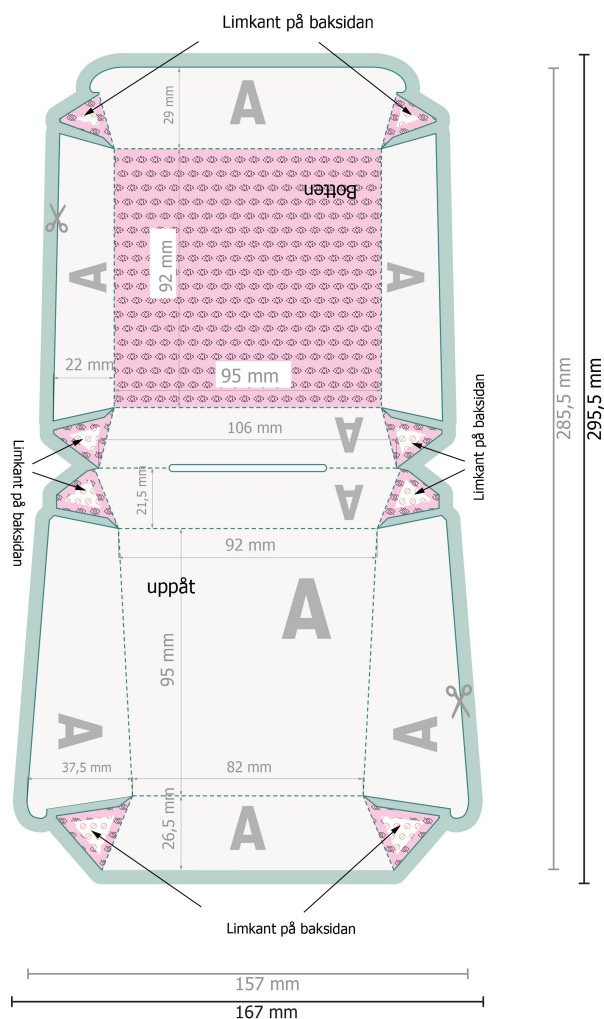 Limkant på baksidan
A
29 mm
Botten
92 mm
A
A
22 mm
95 mm
285,5 mm
295,5 mm
Limkant på baksidan
106 mm
A
Limkant på baksidan
21,5 mm
A
92 mm
uppåt
A
95 mm
A
A
37,5 mm
82 mm
26,5 mm
A
Limkant på baksidan
157 mm
167 mm